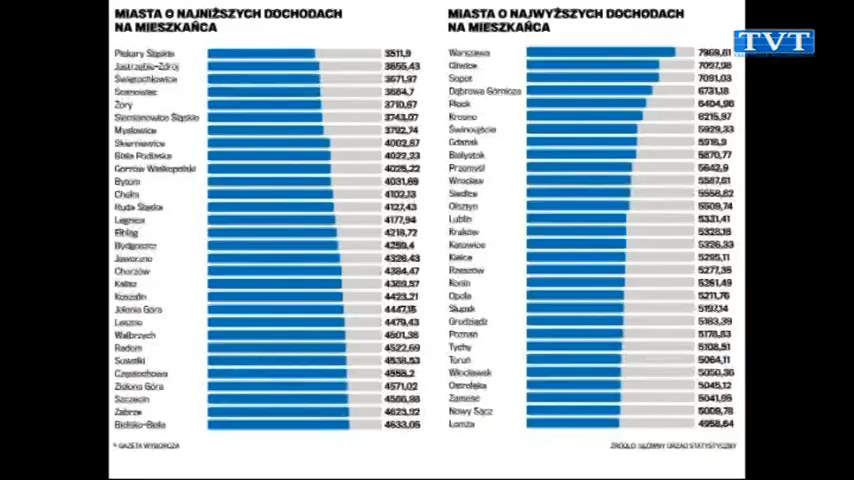 MIASTA O NAJNIŻSZYCH DOCHODACH
NA MIESZKAŃCA
Piekary Śląskie 3511,9
Jastrzębie-Zdrój 3655,43
Świętochłowice 3671,97
Sosnowiec 3684,7
Żory 3710,67
Siemianowice Śląskie 3743,07
Mysłowice 3792,74
Skierniewice 4002,87
Biała Podlaska 4022,23
Gorzów Wielkopolski 4025,22
Bytom 4031,69
Chełm 4102,13
Ruda Śląska 4127,43
Legnica 4177,94
Elbląg 4218,72
Bydgoszcz 4259,4
Jaworzno 4326,43
Chorzów 4384,47
Kalisz 4389,57
Koszalin 4423,21
Jelenia Góra 4447,15
Leszno 4479,43
Wałbrzych 4501,38
Radom 4522,69
Suwałki 4538,53
Częstochowa 4555,2
Zielona Góra 4571,02
Szczecin 4586,88
Zabrze 4623,92
Bielsko-Biała 4633,05
* GAZETA WYBORCZA
MIASTA O NAJWYŻSZYCH DOCHODACH
NA MIESZKAŃCA
Warszawa 7969,61
Gliwice 7097,98
Sopot 7091,03
Dąbrowa Górnicza 6731,18
Płock 6404,96
Krosno 6215,97
Świnoujście 5929,33
Gdańsk 5918,9
Białystok 5870,77
Przemyśl 5642,9
Wrocław 5587,61
Siedlce 5558,62
Olsztyn 5509,74
Lublin 5331,41
Kraków 5328,18
Katowice 5326,33
Kielce 5295,11
Rzeszów 5277,35
Konin 5261,49
Opole 5211,76
Słupsk 5197,14
Grudziądz 5183,39
Poznań 5178,83
Tychy 5108,51
Toruń 5064,11
Włocławek 5050,36
Ostrołęka 5045,12
Zamość 5041,95
Nowy Sącz 5009,78
Łomża 4958,64
ŹRÓDŁO: GŁÓWNY URZĄD STATYSTYCZNY
TVT